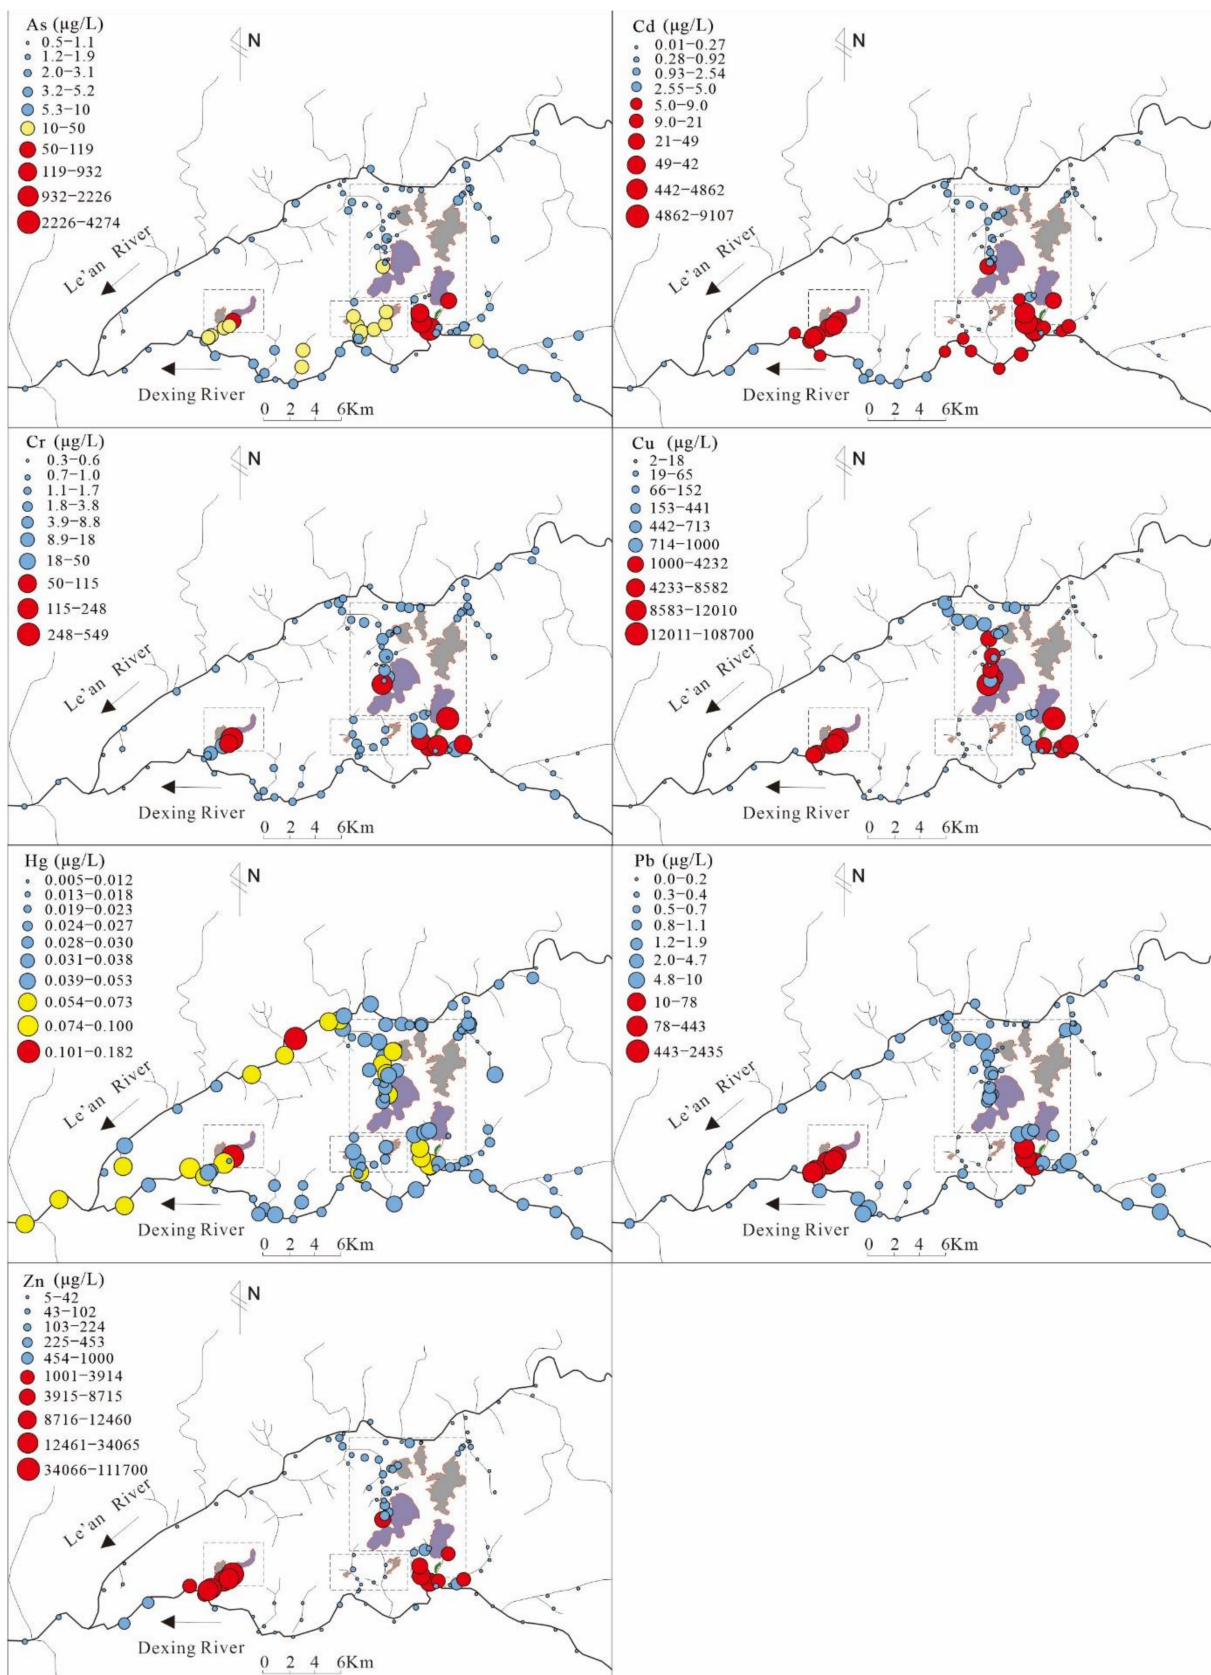 As (µg/L)
N
0.5−1.1
1.2−1.9
2.0−3.1
3.2−5.2
5.3−10
10−50
50−119
119−932
932−2226
2226−4274
Le'an River
Dexing River
0 2 4 6Km
Cd (µg/L)
N
0.01−0.27
0.28−0.92
0.93−2.54
2.55−5.0
5.0−9.0
9.0−21
21−49
49−42
442−4862
4862−9107
Le'an River
Dexing River
0 2 4 6Km
Cr (µg/L)
N
0.3−0.6
0.7−1.0
1.1−1.7
1.8−3.8
3.9−8.8
8.9−18
18−50
50−115
115−248
248−549
Le'an River
Dexing River
0 2 4 6Km
Cu (µg/L)
N
2−18
19−65
66−152
153−441
442−713
714−1000
1000−4232
4233−8582
8583−12010
12011−108700
Le'an River
Dexing River
0 2 4 6Km
Hg (µg/L)
N
0.005−0.012
0.013−0.018
0.019−0.023
0.024−0.027
0.028−0.030
0.031−0.038
0.039−0.053
0.054−0.073
0.074−0.100
0.101−0.182
Le'an River
Dexing River
0 2 4 6Km
Pb (µg/L)
N
0.0−0.2
0.3−0.4
0.5−0.7
0.8−1.1
1.2−1.9
2.0−4.7
4.8−10
10−78
78−443
443−2435
Le'an River
Dexing River
0 2 4 6Km
Zn (µg/L)
N
5−42
43−102
103−224
225−453
454−1000
1001−3914
3915−8715
8716−12460
12461−34065
34066−111700
Le'an River
Dexing River
0 2 4 6Km